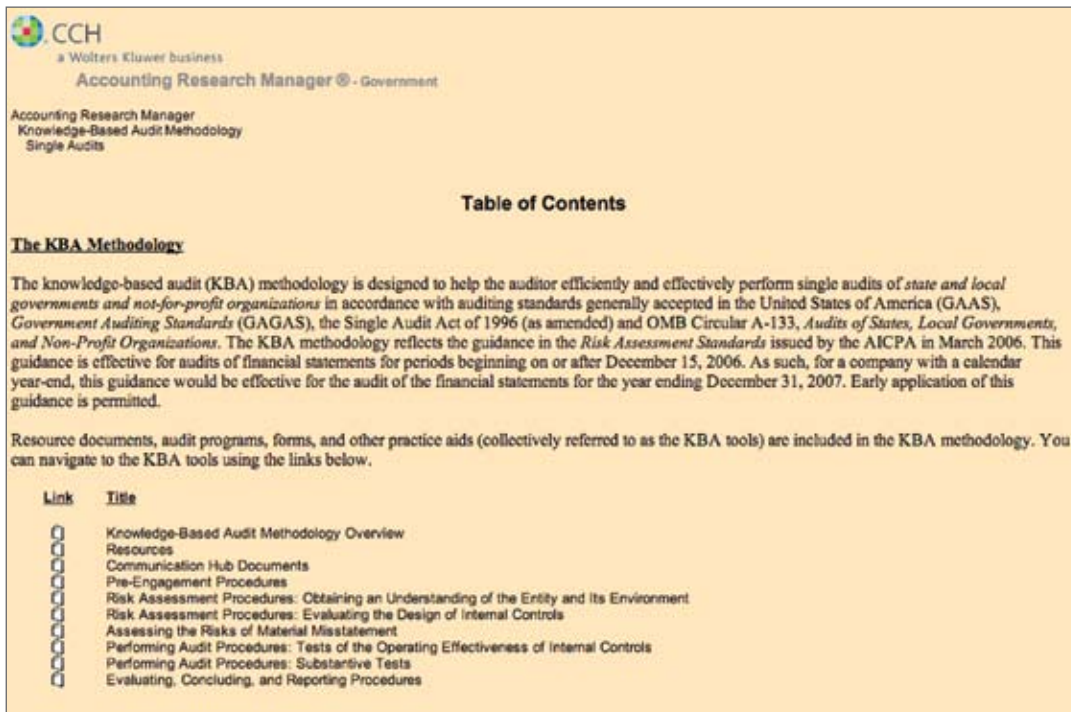 CCH
a Wolters Kluwer business
Accounting Research Manager ® - Government
Accounting Research Manager
Knowledge-Based Audit Methodology
Single Audits
Table of Contents
The KBA Methodology
The knowledge-based audit (KBA) methodology is designed to help the auditor efficiently and effectively perform single audits of state and local
governments and not-for-profit organizations in accordance with auditing standards generally accepted in the United States of America (GAAS),
Government Auditing Standards (GAGAS), the Single Audit Act of 1996 (as amended) and OMB Circular A-133, Audits of States, Local Governments,
and Non-Profit Organizations. The KBA methodology reflects the guidance in the Risk Assessment Standards issued by the AICPA in March 2006. This
guidance is effective for audits of financial statements for periods beginning on or after December 15, 2006. As such, for a company with a calendar
year-end, this guidance would be effective for the audit of the financial statements for the year ending December 31, 2007. Early application of this
guidance is permitted.
Resource documents, audit programs, forms, and other practice aids (collectively referred to as the KBA tools) are included in the KBA methodology. You
can navigate to the KBA tools using the links below.
Link Title
Knowledge-Based Audit Methodology Overview
Resources
Communication Hub Documents
Pre-Engagement Procedures
Risk Assessment Procedures: Obtaining an Understanding of the Entity and Its Environment
Risk Assessment Procedures: Evaluating the Design of Internal Controls
Assessing the Risks of Material Misstatement
Performing Audit Procedures: Tests of the Operating Effectiveness of Internal Controls
Performing Audit Procedures: Substantive Tests
Evaluating, Concluding, and Reporting Procedures